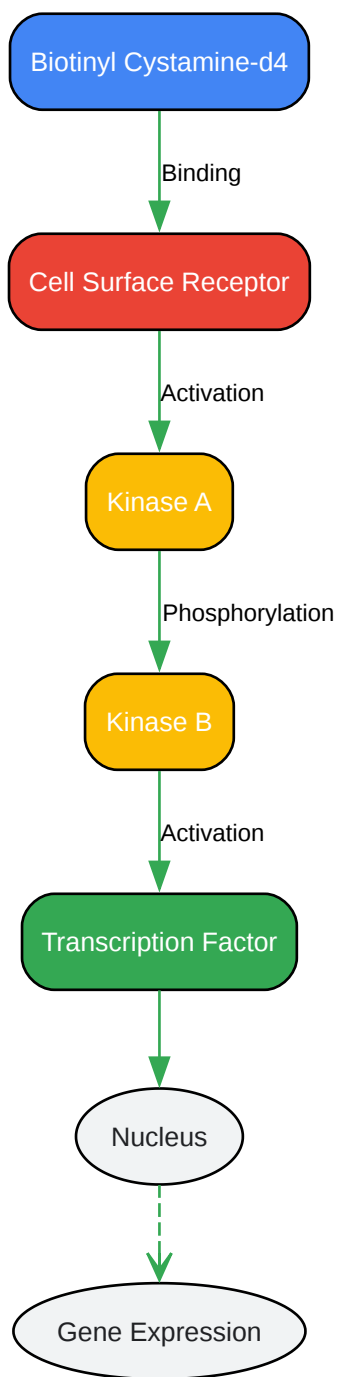 Biotinyl Cystamine-d4
Binding
Cell Surface Receptor
Activation
Kinase A
Phosphorylation
Kinase B
Activation
Transcription Factor
Nucleus
Gene Expression